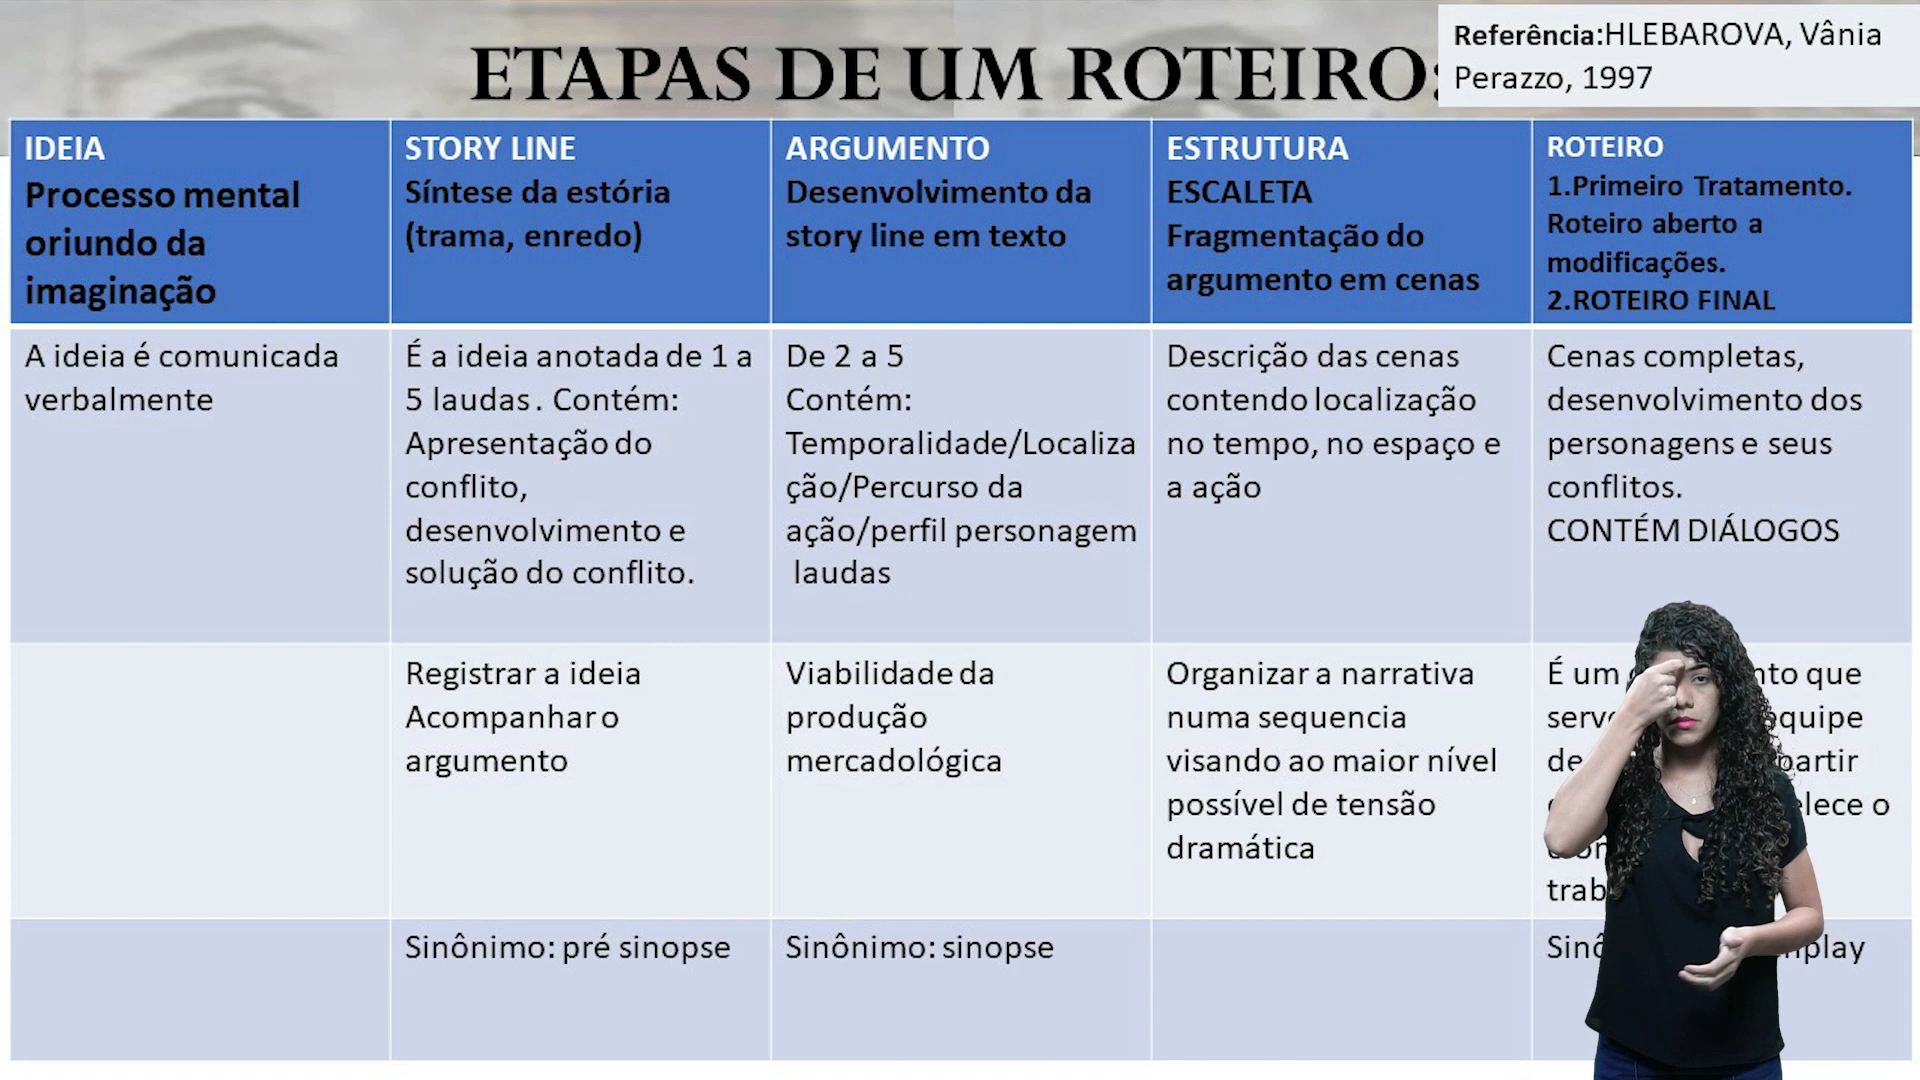 ETAPAS DE UM ROTEIRO:
Referência:HLEBAROVA, Vânia
Perazzo, 1997
IDEIA
Processo mental
oriundo da
imaginação
STORY LINE
Síntese da estória
(trama, enredo)
ARGUMENTO
Desenvolvimento da
story line em texto
ESTRUTURA
ESCALETA
Fragmentação do
argumento em cenas
ROTEIRO
1.Primeiro Tratamento.
Roteiro aberto a
modificações.
2.ROTEIRO FINAL
A ideia é comunicada
verbalmente
É a ideia anotada de 1 a
5 laudas. Contém:
Apresentação do
conflito,
desenvolvimento e
solução do conflito.
De 2 a 5
Contém:
Temporalidade/Localiza
ção/Percurso da
ação/perfil personagem
laudas
Descrição das cenas
contendo localização
no tempo, no espaço e
a ação
Cenas completas,
desenvolvimento dos
personagens e seus
conflitos.
CONTÉM DIÁLOGOS
Registrar a ideia
Acompanhar o
argumento
Viabilidade da
produção
mercadológica
Organizar a narrativa
numa sequencia
visando ao maior nível
possível de tensão
dramática
É um que
equipe
de partir
o
Sinônimo: pré sinopse
Sinônimo: sinopse